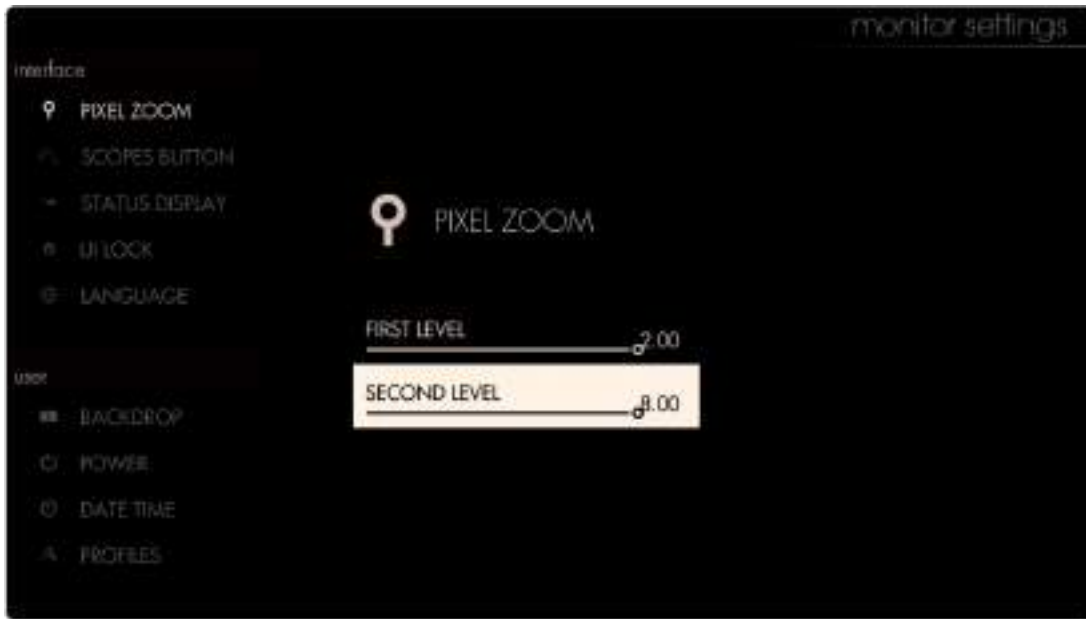 monitor settings
interface
PIXEL ZOOM
SCOPES BUTTON
STATUS DISPLAY
UI LOCK
LANGUAGE
PIXEL ZOOM
FIRST LEVEL 2.00
SECOND LEVEL 8.00
user
BACKDROP
POWER
DATE TIME
PROFILES